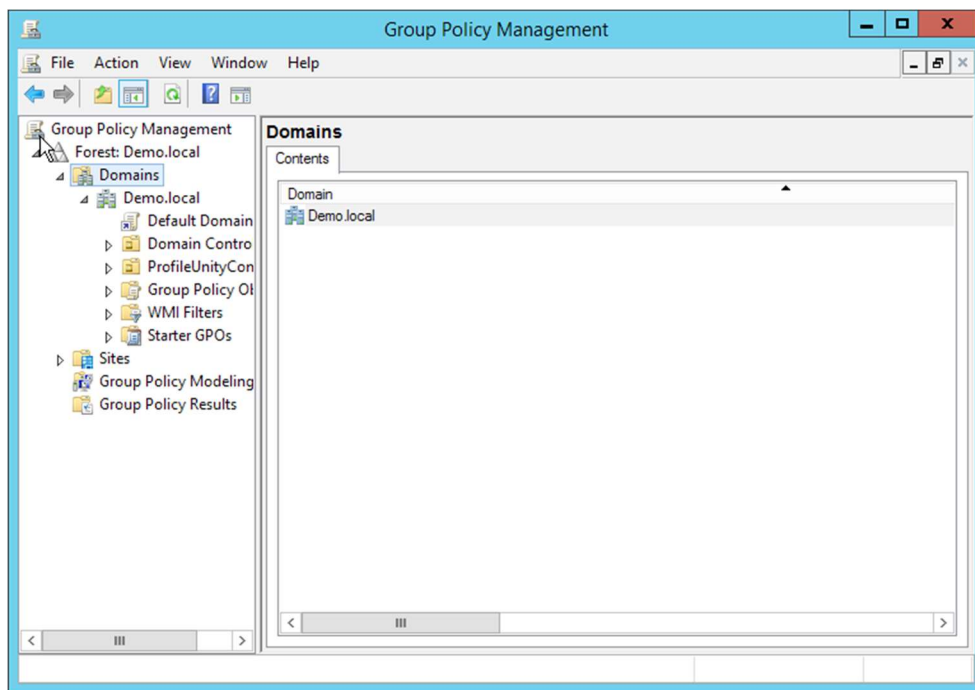 Group Policy Management
File Action View Window Help
Group Policy Management
Forest: Demo.local
Domains
Demo.local
Default Domain
Domain Contro
ProfileUnityCon
Group Policy Ob
WMI Filters
Starter GPOs
Sites
Group Policy Modeling
Group Policy Results
Domains
Contents
Domain
Demo.local